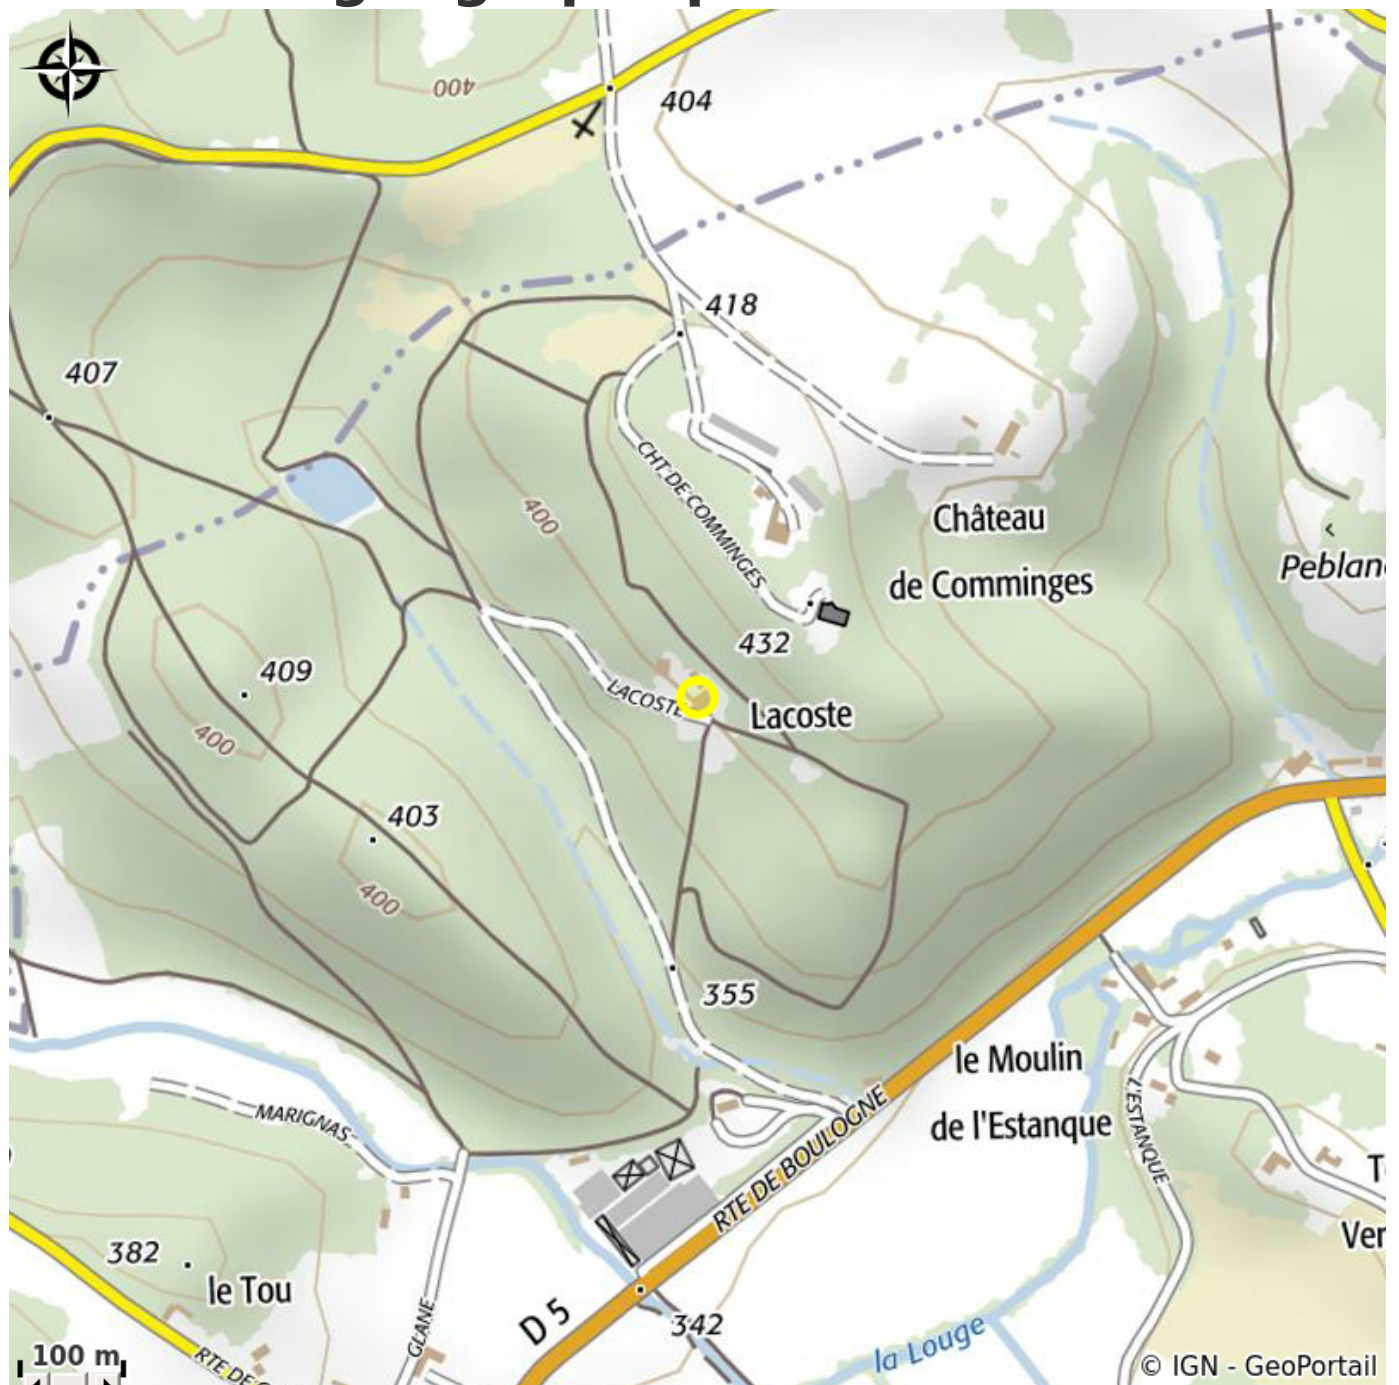 400
404
418
407
CHT DE COMMINGES
400
Château
de Comminges
432
409
LACOSTE
Lacoste
400
403
400
355
le Moulin
de l'Estanque
L'ESTANQUE
MARIGNAS
RTE DE BOULOGNE
382
le Tou
GLANE
D 5
342
la Louge
100 m
RTE DE
© IGN - GeoPortail